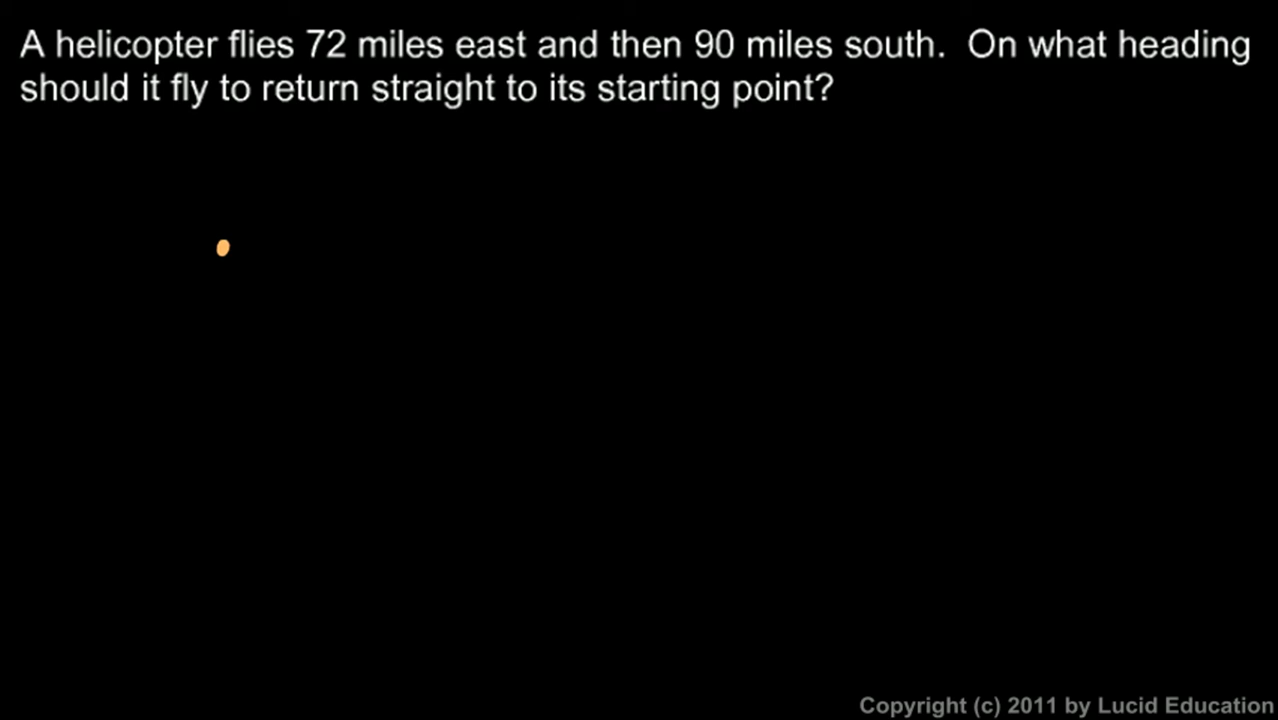 A helicopter flies 72 miles east and then 90 miles south.  On what heading
should it fly to return straight to its starting point?
Copyright (c) 2011 by Lucid Education